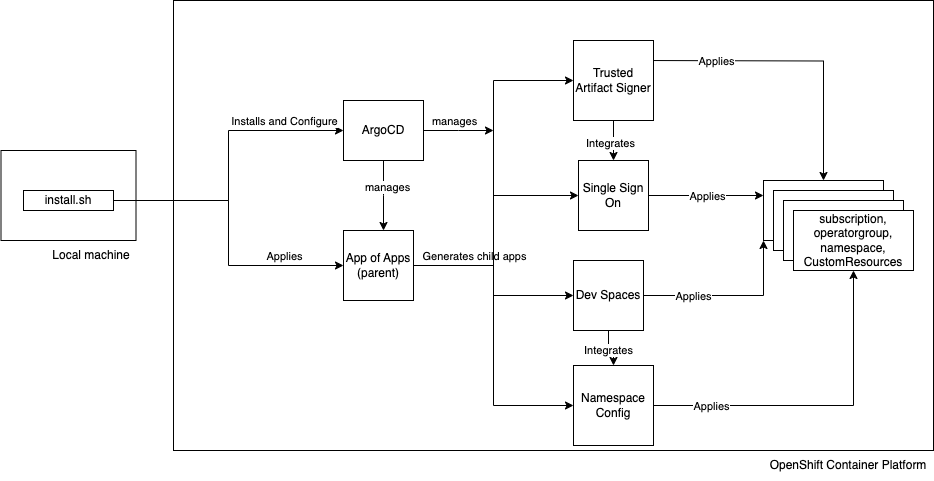 Trusted
Artifact Signer
Applies
Installs and Configure
ArgoCD
manages
Integrates
manages
install.sh
Single Sign
On
Applies
Local machine
subscription,
operatorgroup,
namespace,
CustomResources
Applies
App of Apps
(parent)
Generates child apps
Dev Spaces
Applies
Integrates
Namespace
Config
Applies
OpenShift Container Platform